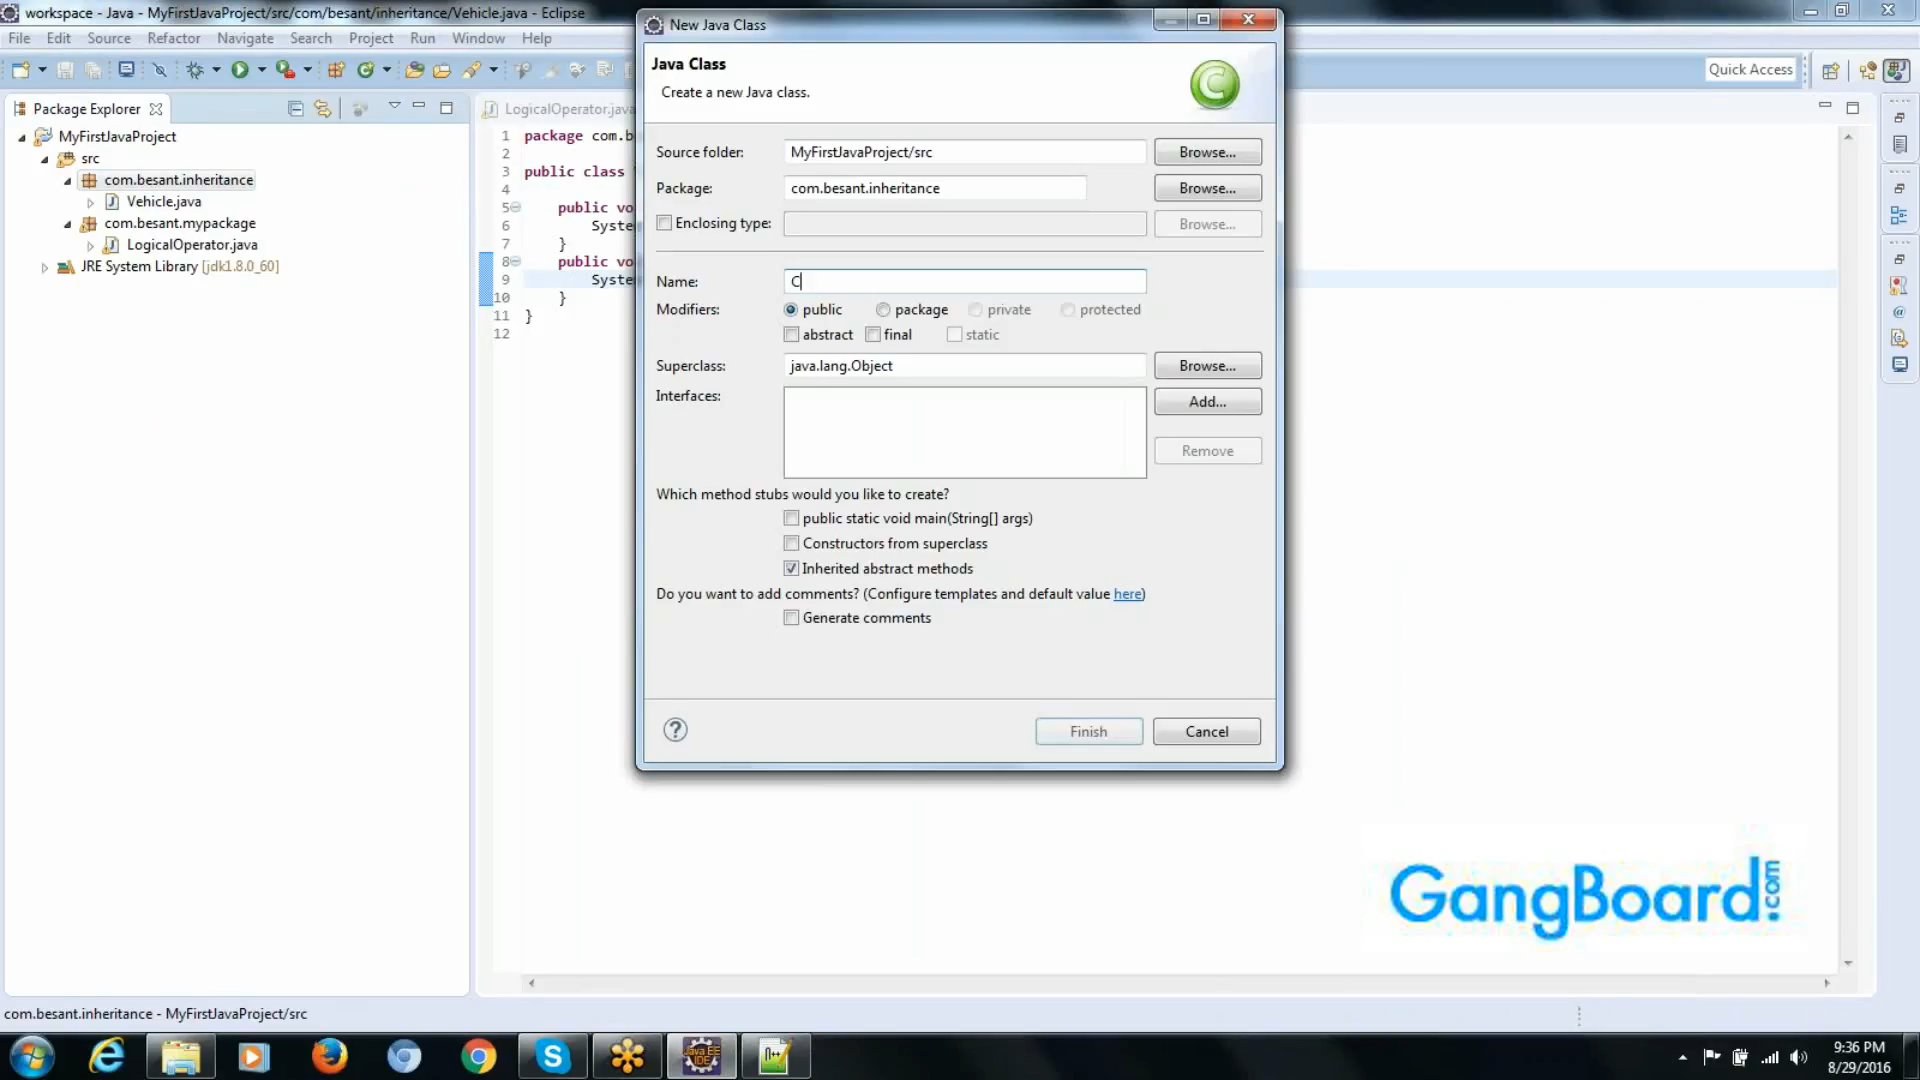 workspace - Java - MyFirstJavaProject/src/com/besant/inheritance/Vehicle.java - Eclipse
File Edit Source Refactor Navigate Search Project Run Window Help
Quick Access
Package Explorer
MyFirstJavaProject
src
com.besant.inheritance
Vehicle.java
com.besant.mypackage
LogicalOperator.java
JRE System Library [jdk1.8.0_60]
LogicalOperator.java
1 package com.b
2
3 public class
4
5 public vo
6 Syste
7 }
8 public vo
9 Syste
10 }
11 }
12
New Java Class
Java Class
Create a new Java class.
C
Source folder: MyFirstJavaProject/src Browse...
Package: com.besant.inheritance Browse...
Enclosing type: Browse...
Name: C
Modifiers: public package private protected
abstract final static
Superclass: java.lang.Object Browse...
Interfaces: Add...
Remove
Which method stubs would you like to create?
public static void main(String[] args)
Constructors from superclass
Inherited abstract methods
Do you want to add comments? (Configure templates and default value here)
Generate comments
? Finish Cancel
GangBoard.com
com.besant.inheritance - MyFirstJavaProject/src
Java EE
IDE
9:36 PM
8/29/2016